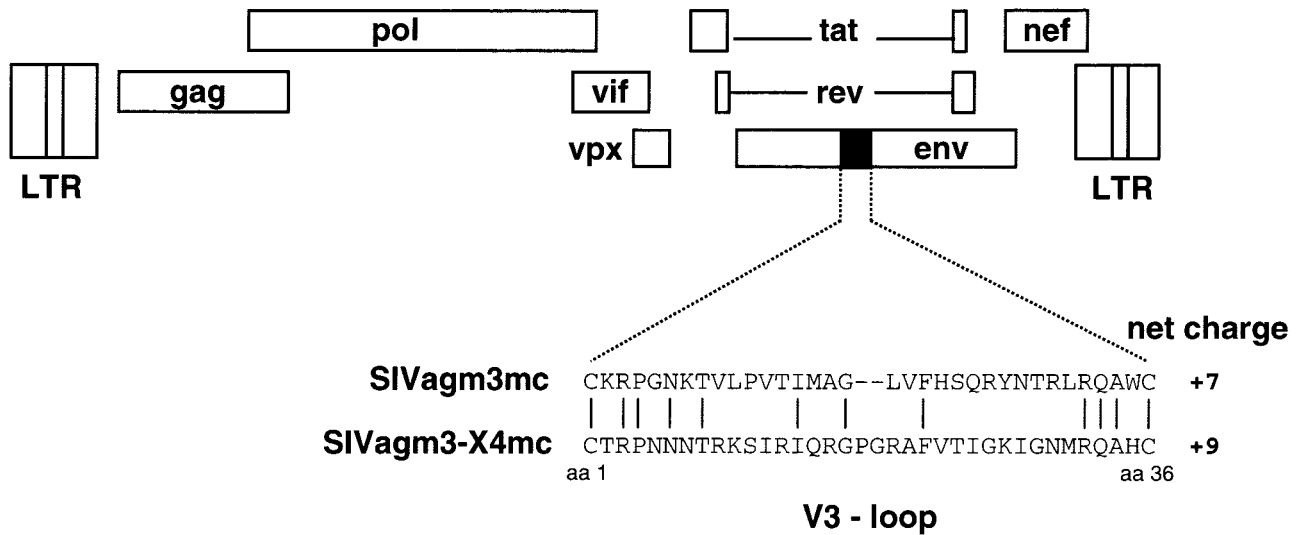 pol
tat
nef
gag
vif
rev
vpx
env
LTR
LTR
net charge
SIVagm3mc CKRPGNKTVLPVTIMAG--LVFHSQRYNTRLRQAWC +7
SIVagm3-X4mc CTRPNNNTRKSIRIQRGPGRAFVTIGKIGNMRQAHC +9
aa 1 aa 36
V3 - loop